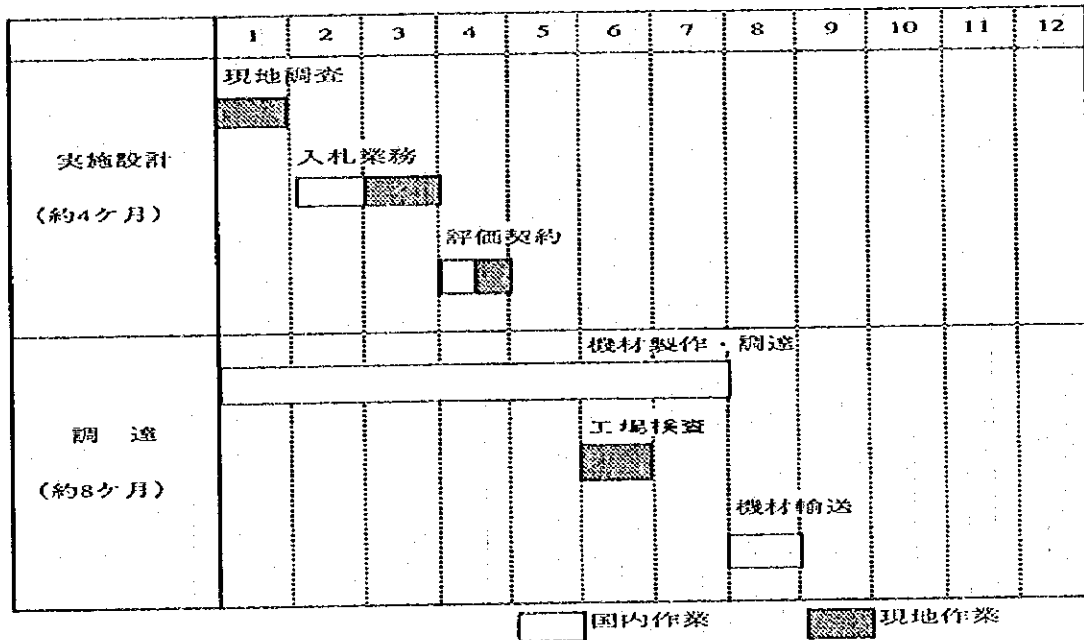 1 2 3 4 5 6 7 8 9 10 11 12
現地調査
実施設計
(約4ケ月)
入札業務
評価契約
機材製作・調達
調 達
(約8ケ月)
工場検査
機材輸送
国内作業 現地作業